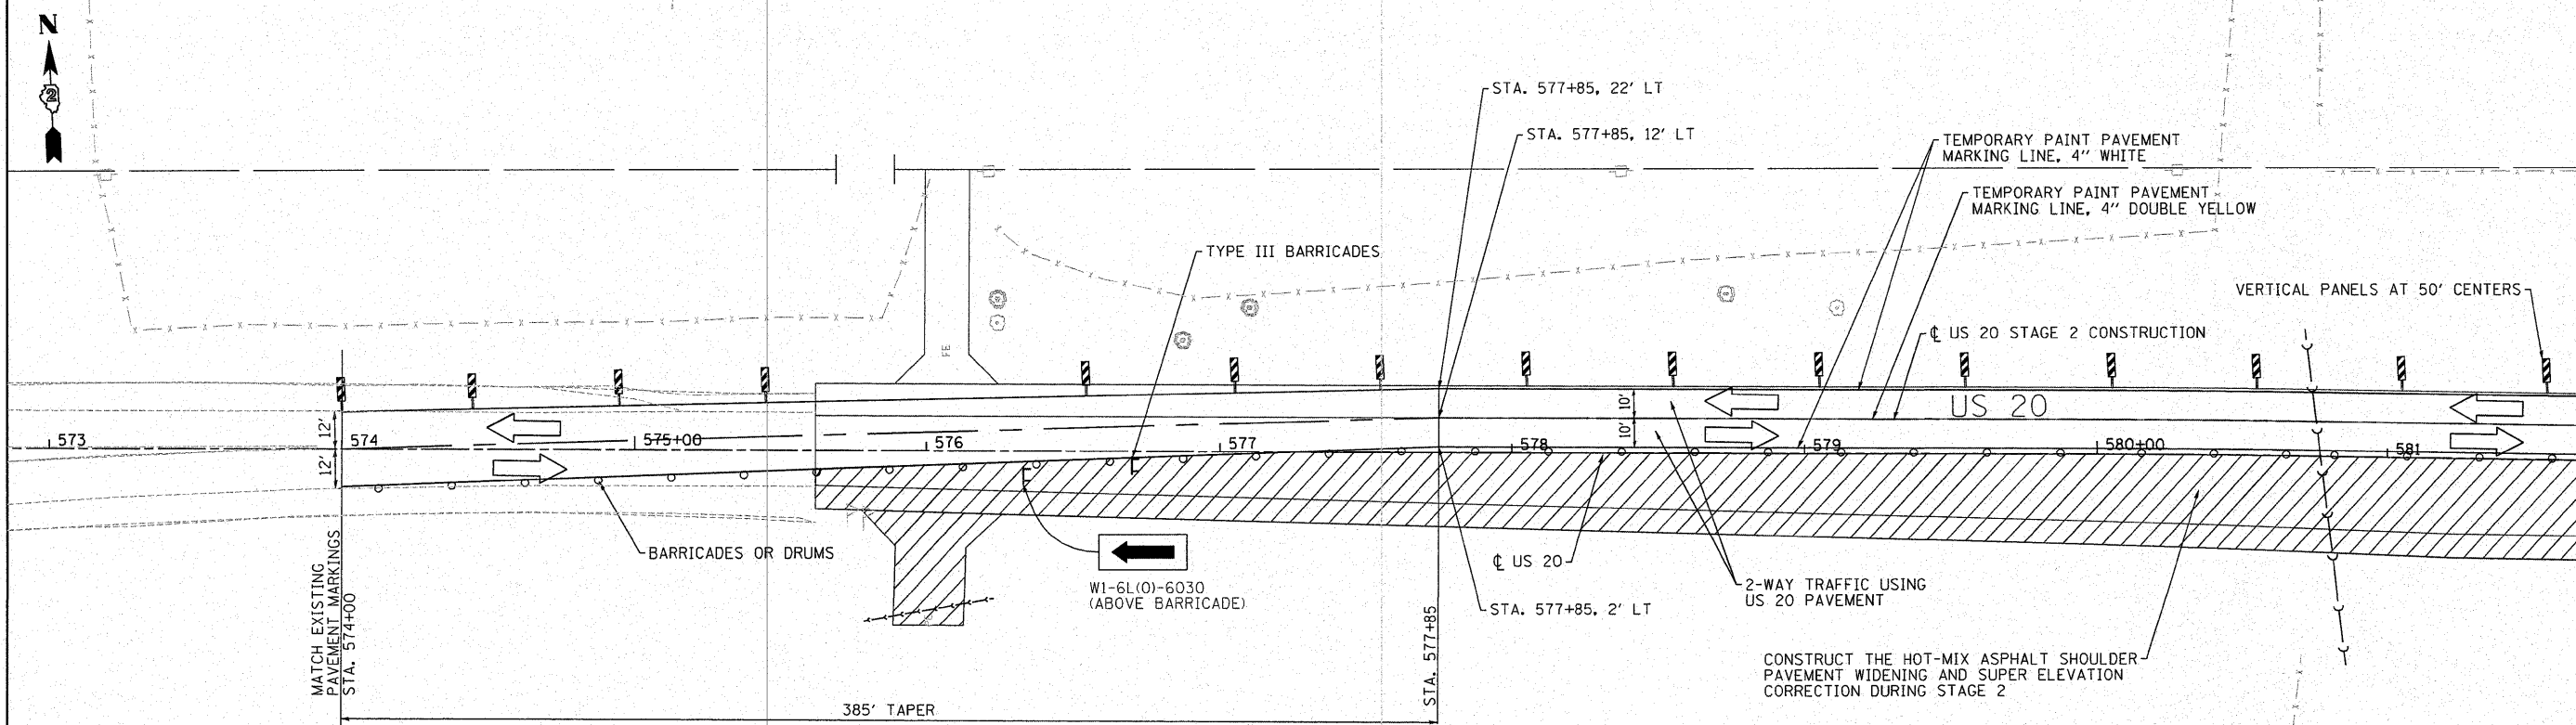 N
2
STA. 577+85, 22' LT
STA. 577+85, 12' LT
TEMPORARY PAINT PAVEMENT
MARKING LINE, 4" WHITE
TEMPORARY PAINT PAVEMENT
MARKING LINE, 4" DOUBLE YELLOW
TYPE III BARRICADES
VERTICAL PANELS AT 50' CENTERS
℄ US 20 STAGE 2 CONSTRUCTION
FE
US 20
12'
12'
10'
10'
573
574
575+00
576
577
578
579
580+00
581
BARRICADES OR DRUMS
W1-6L(O)-6030
(ABOVE BARRICADE)
℄ US 20
STA. 577+85, 2' LT
2-WAY TRAFFIC USING
US 20 PAVEMENT
CONSTRUCT THE HOT-MIX ASPHALT SHOULDER
PAVEMENT WIDENING AND SUPER ELEVATION
CORRECTION DURING STAGE 2
MATCH EXISTING
PAVEMENT MARKINGS
STA. 574+00
STA. 577+85
385' TAPER